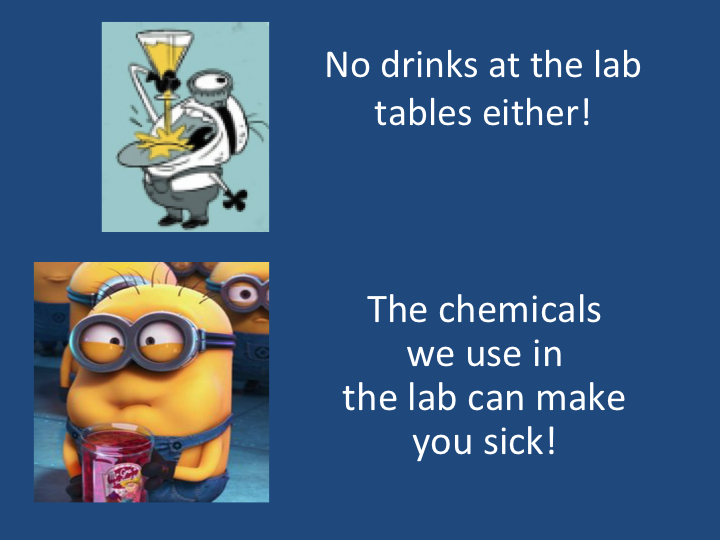 No drinks at the lab
tables either!
The chemicals
we use in
the lab can make
you sick!